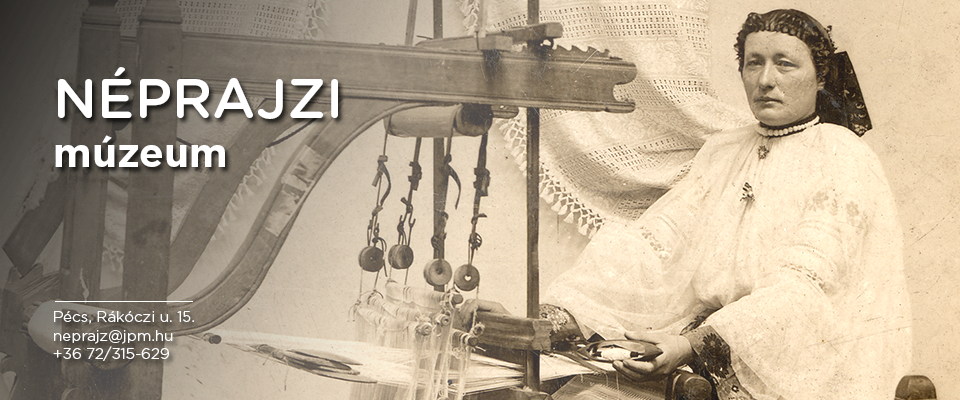 NÉPRAJZI
múzeum
Pécs, Rákóczi u. 15.
neprajz@jpm.hu
+36 72/315-629